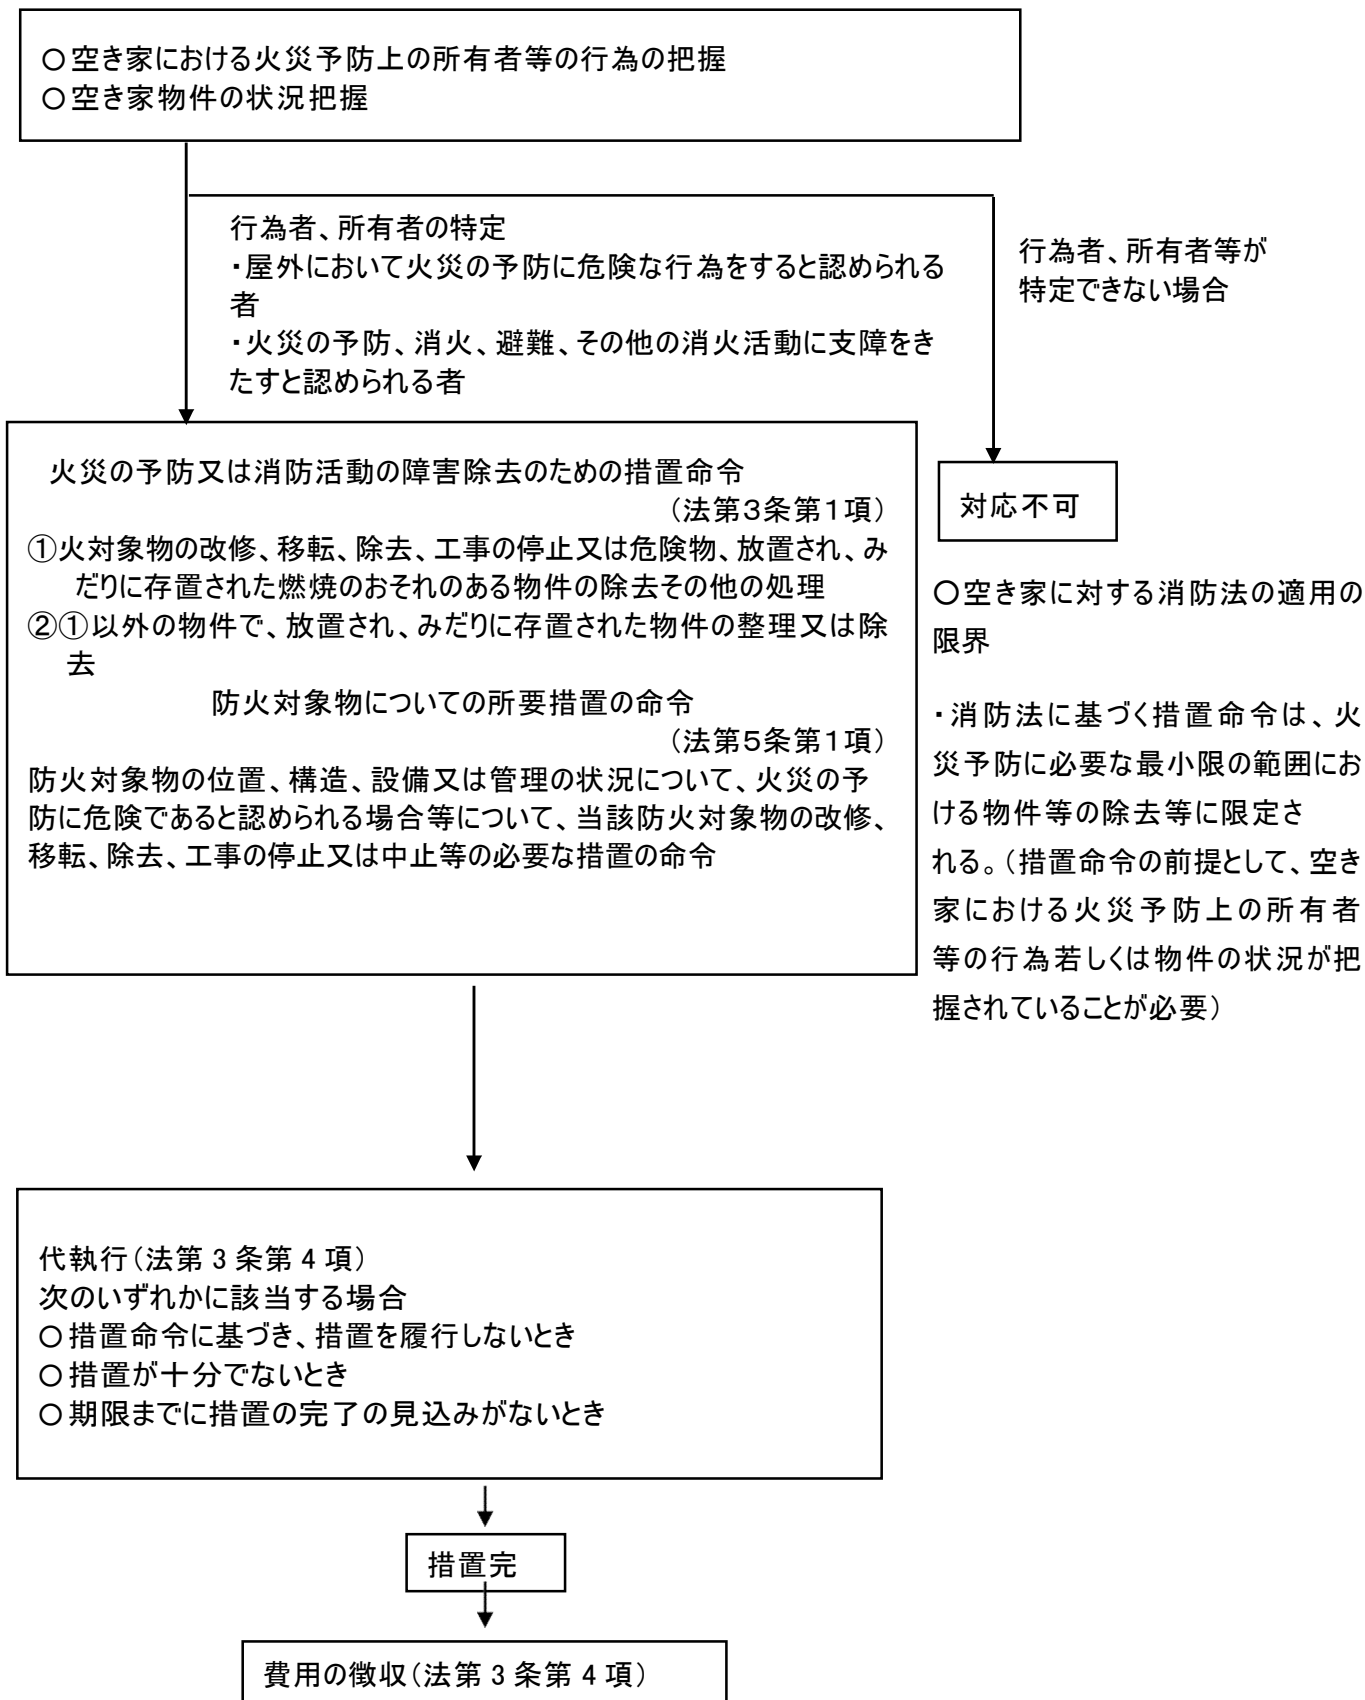 ○空き家における火災予防上の所有者等の行為の把握
○空き家物件の状況把握
行為者、所有者の特定
・屋外において火災の予防に危険な行為をすると認められる
者
・火災の予防、消火、避難、その他の消火活動に支障をき
たすと認められる者
行為者、所有者等が
特定できない場合
火災の予防又は消防活動の障害除去のための措置命令
（法第３条第１項）
①火対象物の改修、移転、除去、工事の停止又は危険物、放置され、み
だりに存置された燃焼のおそれのある物件の除去その他の処理
②①以外の物件で、放置され、みだりに存置された物件の整理又は除
去
防火対象物についての所要措置の命令
（法第５条第１項）
防火対象物の位置、構造、設備又は管理の状況について、火災の予
防に危険であると認められる場合等について、当該防火対象物の改修、
移転、除去、工事の停止又は中止等の必要な措置の命令
対応不可
○空き家に対する消防法の適用の
限界
・消防法に基づく措置命令は、火
災予防に必要な最小限の範囲にお
ける物件等の除去等に限定さ
れる。（措置命令の前提として、空き
家における火災予防上の所有者
等の行為若しくは物件の状況が把
握されていることが必要）
代執行（法第 3 条第 4 項）
次のいずれかに該当する場合
○措置命令に基づき、措置を履行しないとき
○措置が十分でないとき
○期限までに措置の完了の見込みがないとき
措置完
費用の徴収（法第 3 条第 4 項）